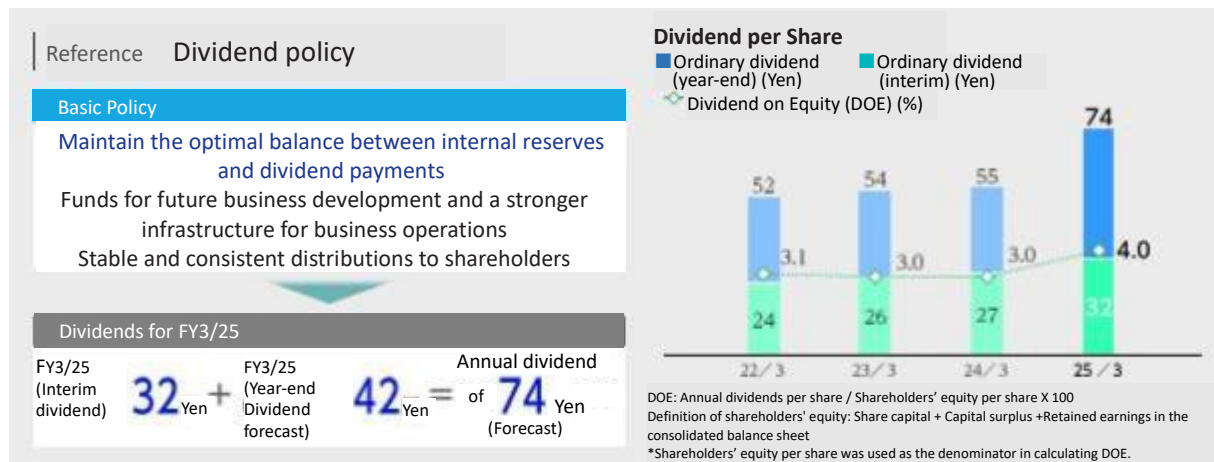 Reference Dividend policy
Basic Policy
Maintain the optimal balance between internal reserves
and dividend payments
Funds for future business development and a stronger
infrastructure for business operations
Stable and consistent distributions to shareholders
Dividends for FY3/25
FY3/25
(Interim
dividend)
32 Yen +
FY3/25
(Year-end
Dividend
forecast)
42 Yen =
Annual dividend
of 74 Yen
(Forecast)
Dividend per Share
Ordinary dividend
(year-end) (Yen)
Ordinary dividend
(interim) (Yen)
Dividend on Equity (DOE) (%)
52 54 55 74
3.1 3.0 3.0 4.0
24 26 27 32
22/3 23/3 24/3 25/3
DOE: Annual dividends per share / Shareholders’ equity per share X 100
Definition of shareholders' equity: Share capital + Capital surplus +Retained earnings in the
consolidated balance sheet
*Shareholders’ equity per share was used as the denominator in calculating DOE.